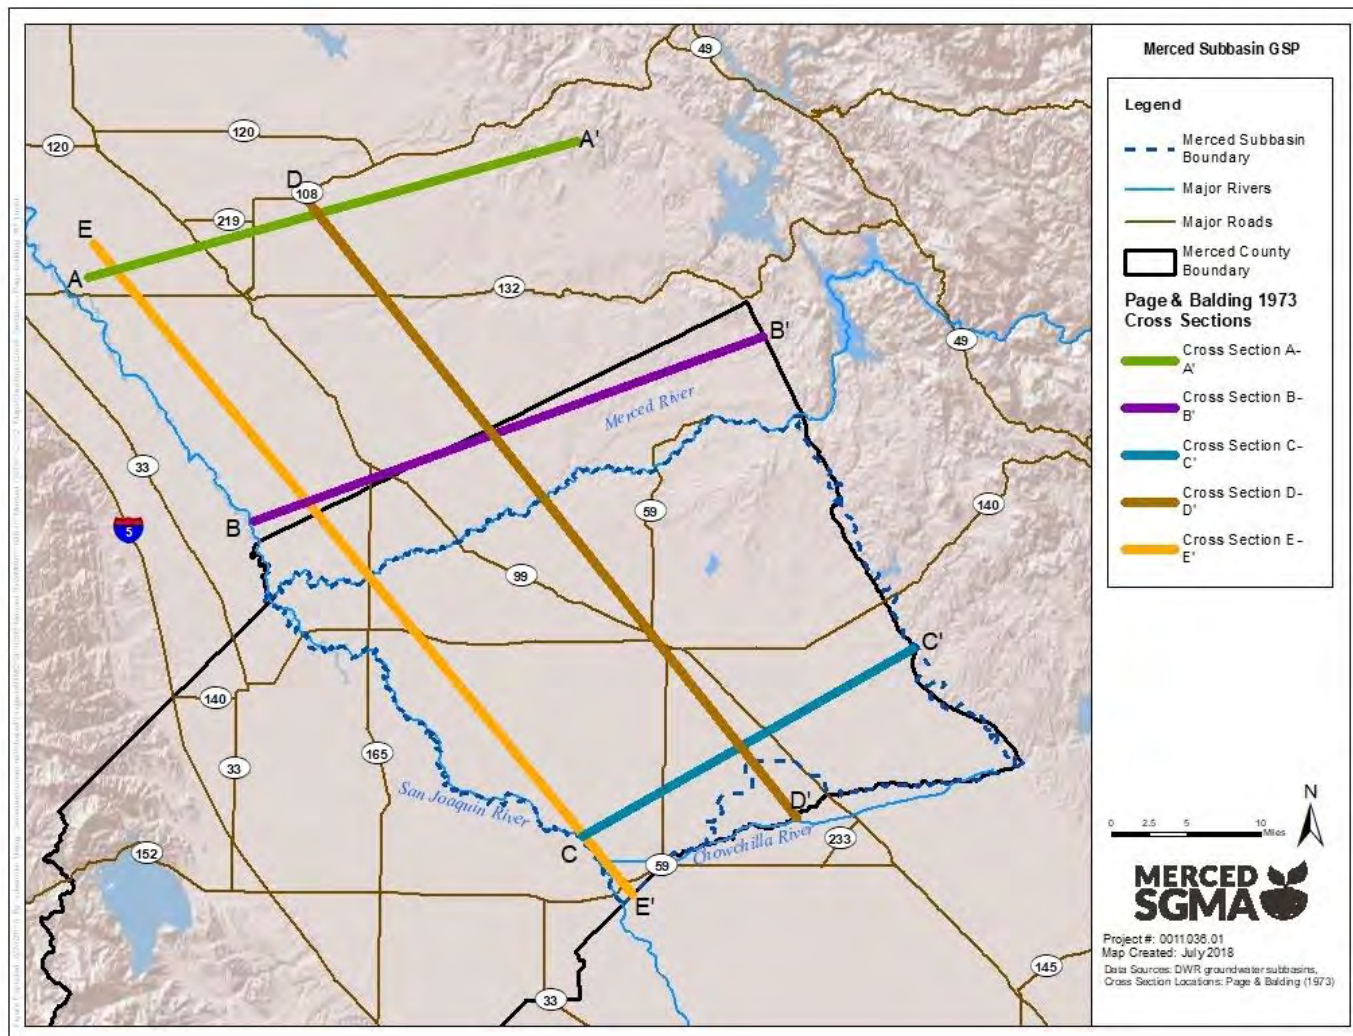 49
120
120
A'
D
108
219
E
A
132
B'
49
Merced River
33
B
5
59
140
99
C'
140
165
33
San Joaquin River
D'
C
Chowchilla River
233
152
59
E'
145
33
Merced Subbasin GSP
Legend
Merced Subbasin
Boundary
Major Rivers
Major Roads
Merced County
Boundary
Page & Balding 1973
Cross Sections
Cross Section A-
A'
Cross Section B-
B'
Cross Section C-
C'
Cross Section D-
D'
Cross Section E-
E'
N
0 2.5 5 10
Miles
MERCED
SGMA
Project #: 0011036.01
Map Created: July 2018
Data Sources: DWR groundwater subbasins,
Cross Section Locations: Page & Balding (1973)